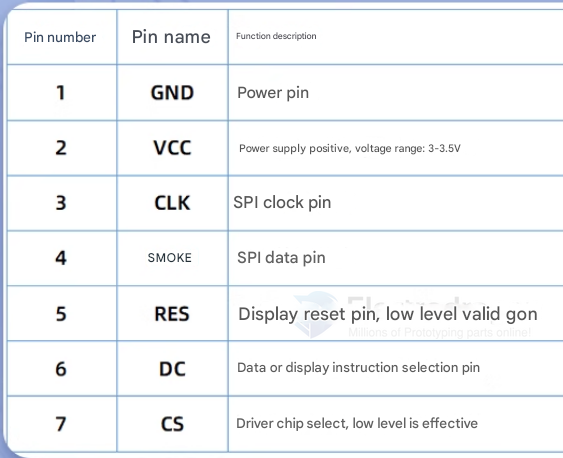 Pin number Pin name Function description
1 GND Power pin
2 VCC Power supply positive, voltage range: 3-3.5V
3 CLK SPI clock pin
4 SMOKE SPI data pin
5 RES Display reset pin, low level valid gon
Millions of Prototyping parts online!
6 DC Data or display instruction selection pin
7 CS Driver chip select, low level is effective